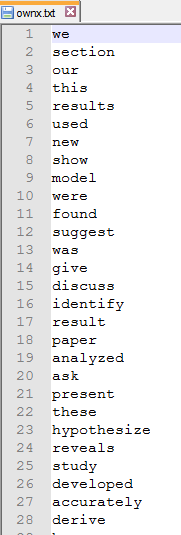 ownx.txt
1 we
2 section
3 our
4 this
5 results
6 used
7 new
8 show
9 model
10 were
11 found
12 suggest
13 was
14 give
15 discuss
16 identify
17 result
18 paper
19 analyzed
20 ask
21 present
22 these
23 hypothesize
24 reveals
25 study
26 developed
27 accurately
28 derive